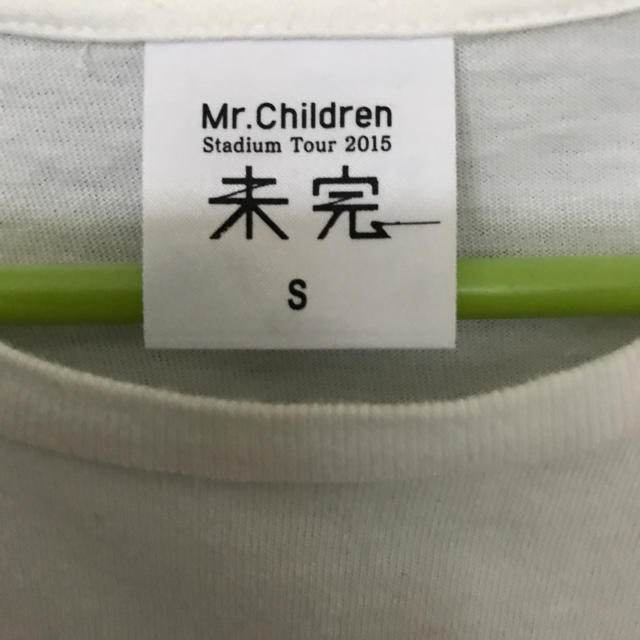 Mr.Children
Stadium Tour 2015
未完
S